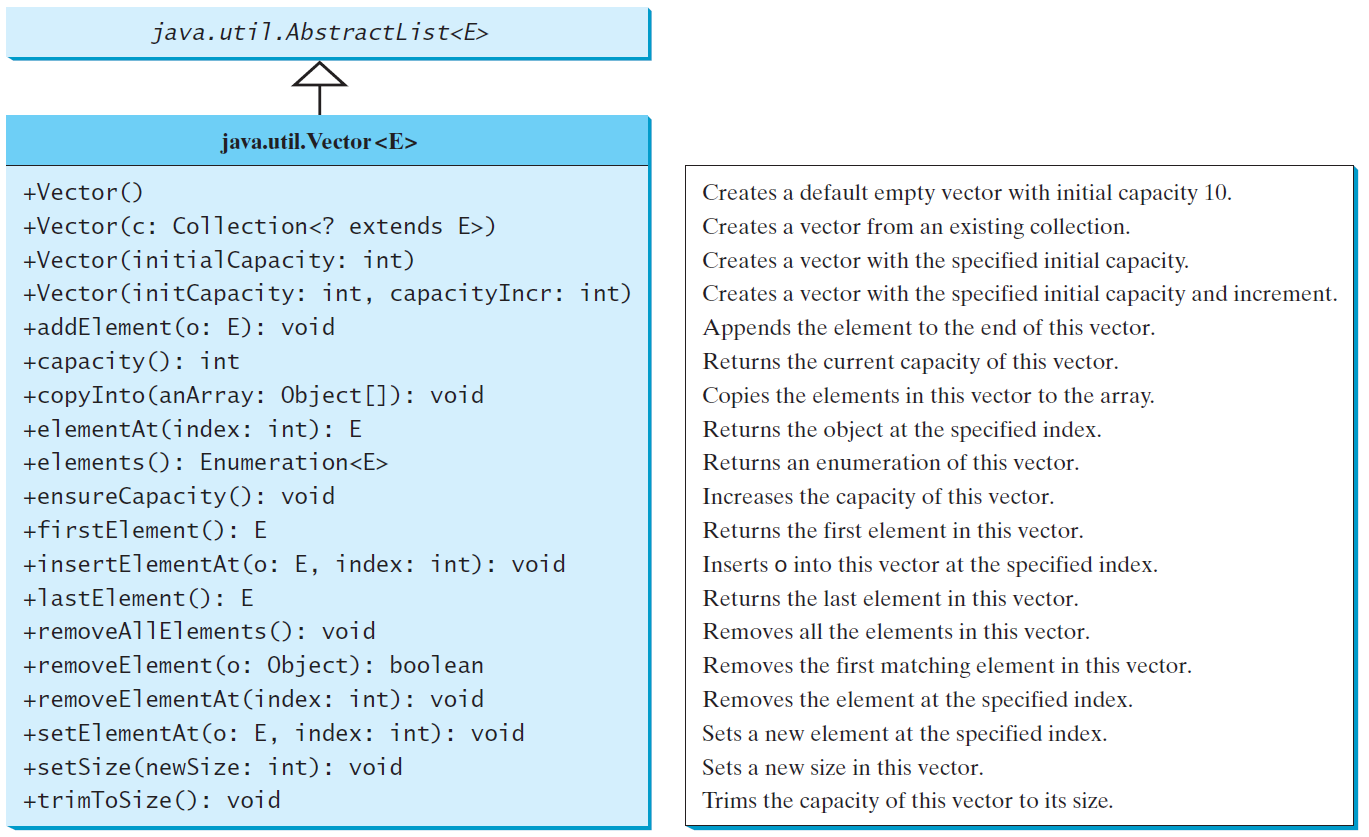 java.util.AbstractList<E>
java.util.Vector<E>
+Vector() Creates a default empty vector with initial capacity 10.
+Vector(c: Collection<? extends E>) Creates a vector from an existing collection.
+Vector(initialCapacity: int) Creates a vector with the specified initial capacity.
+Vector(initCapacity: int, capacityIncr: int) Creates a vector with the specified initial capacity and increment.
+addElement(o: E): void Appends the element to the end of this vector.
+capacity(): int Returns the current capacity of this vector.
+copyInto(anArray: Object[]): void Copies the elements in this vector to the array.
+elementAt(index: int): E Returns the object at the specified index.
+elements(): Enumeration<E> Returns an enumeration of this vector.
+ensureCapacity(): void Increases the capacity of this vector.
+firstElement(): E Returns the first element in this vector.
+insertElementAt(o: E, index: int): void Inserts o into this vector at the specified index.
+lastElement(): E Returns the last element in this vector.
+removeAllElements(): void Removes all the elements in this vector.
+removeElement(o: Object): boolean Removes the first matching element in this vector.
+removeElementAt(index: int): void Removes the element at the specified index.
+setElementAt(o: E, index: int): void Sets a new element at the specified index.
+setSize(newSize: int): void Sets a new size in this vector.
+trimToSize(): void Trims the capacity of this vector to its size.